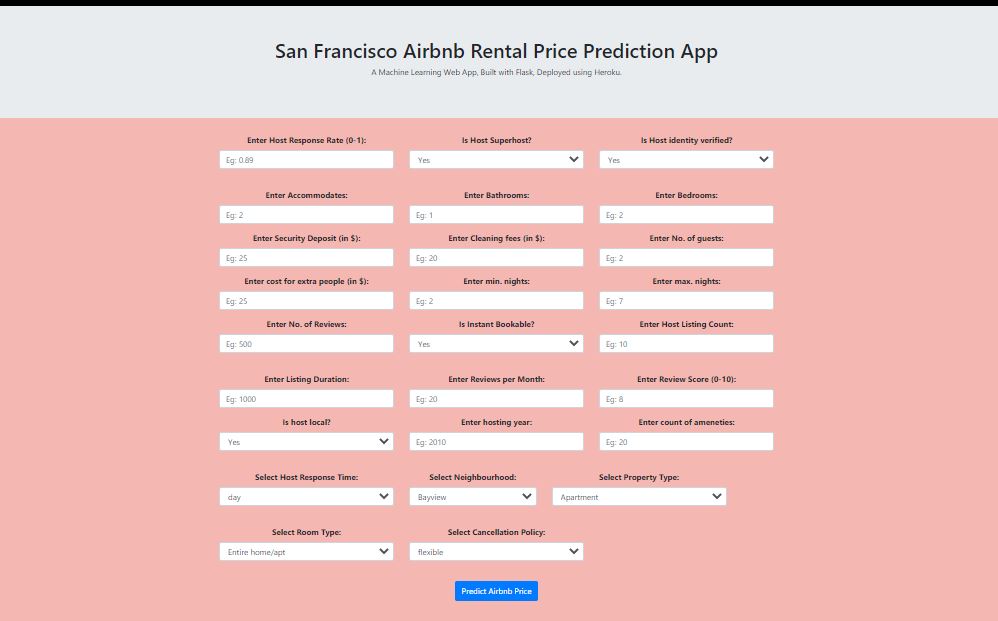 San Francisco Airbnb Rental Price Prediction App
A Machine Learning Web App, Built with Flask, Deployed using Heroku.
Enter Host Response Rate (0-1): Is Host Superhost? Is Host identity verified?
Eg: 0.89 Yes Yes
Enter Accommodates: Enter Bathrooms: Enter Bedrooms:
Eg: 2 Eg: 1 Eg: 2
Enter Security Deposit (in $): Enter Cleaning fees (in $): Enter No. of guests:
Eg: 25 Eg: 20 Eg: 2
Enter cost for extra people (in $): Enter min. nights: Enter max. nights:
Eg: 25 Eg: 2 Eg: 7
Enter No. of Reviews: Is Instant Bookable? Enter Host Listing Count:
Eg: 500 Yes Eg: 10
Enter Listing Duration: Enter Reviews per Month: Enter Review Score (0-10):
Eg: 1000 Eg: 20 Eg: 8
Is host local? Enter hosting year: Enter count of ameneties:
Yes Eg: 2010 Eg: 20
Select Host Response Time: Select Neighbourhood: Select Property Type:
day Bayview Apartment
Select Room Type: Select Cancellation Policy:
Entire home/apt flexible
Predict Airbnb Price